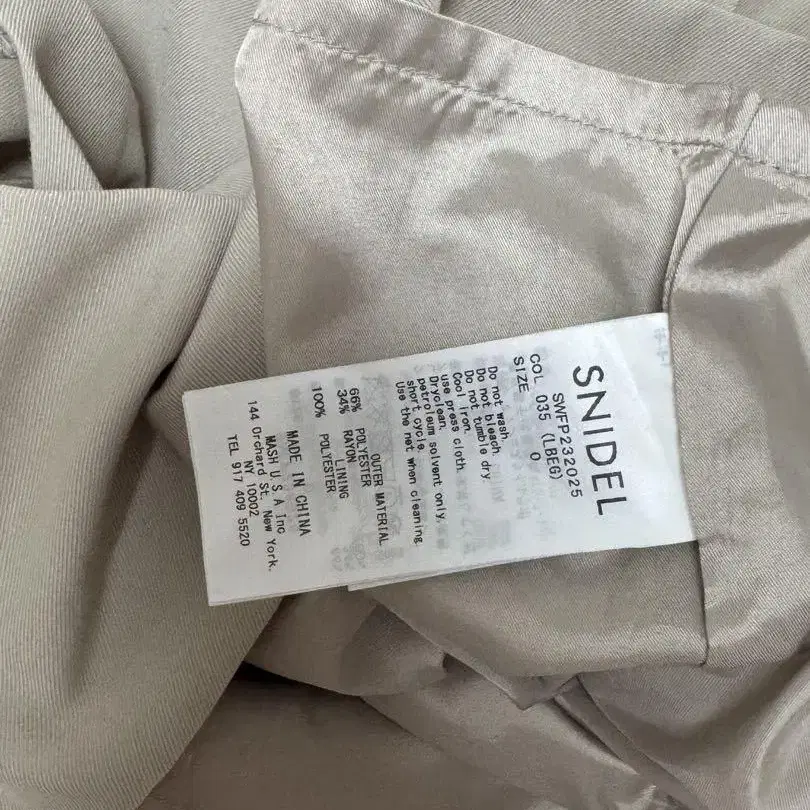 SNIDEL
SWFP232025
COL 035 (LBEG)
SIZE 0
Do not wash.
Do not bleach.
Do not tumble dry.
Cool iron.
use press cloth.
Dryclean.
petroleum solvent only.
short cycle.
Use the net when cleaning.
OUTER MATERIAL
66% POLYESTER
34% RAYON
LINING
100% POLYESTER
MADE IN CHINA
MASH U S A Inc
144 Orchard St. New York.
NY 10002
TEL 917 409 5520